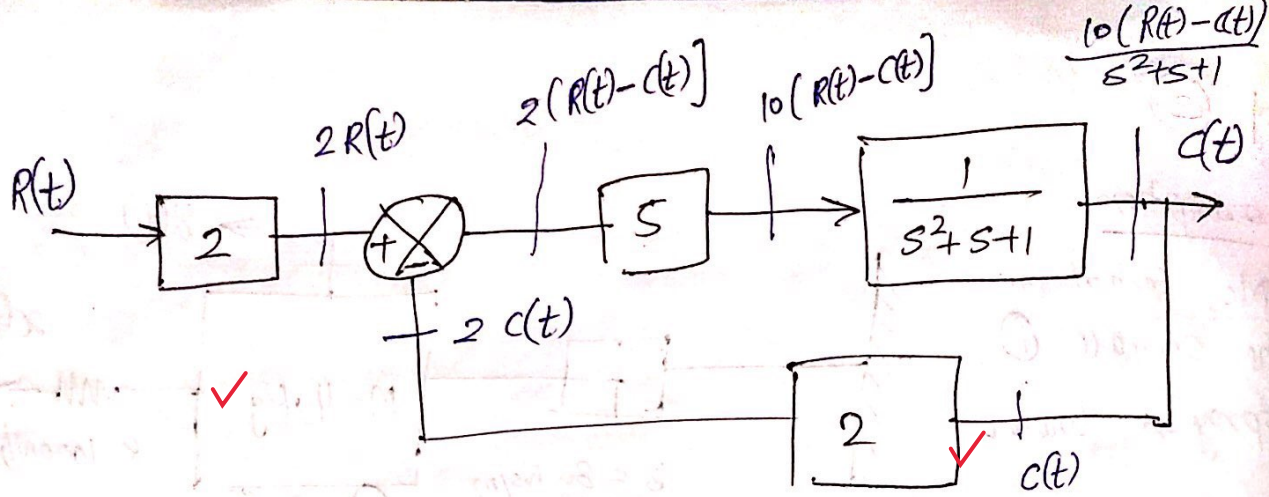 10(R(t)-C(t))
s²+s+1
2(R(t)-C(t)]
10(R(t)-C(t)]
2R(t)
C(t)
R(t)
2
+
-
5
1
s²+s+1
2 C(t)
2
C(t)